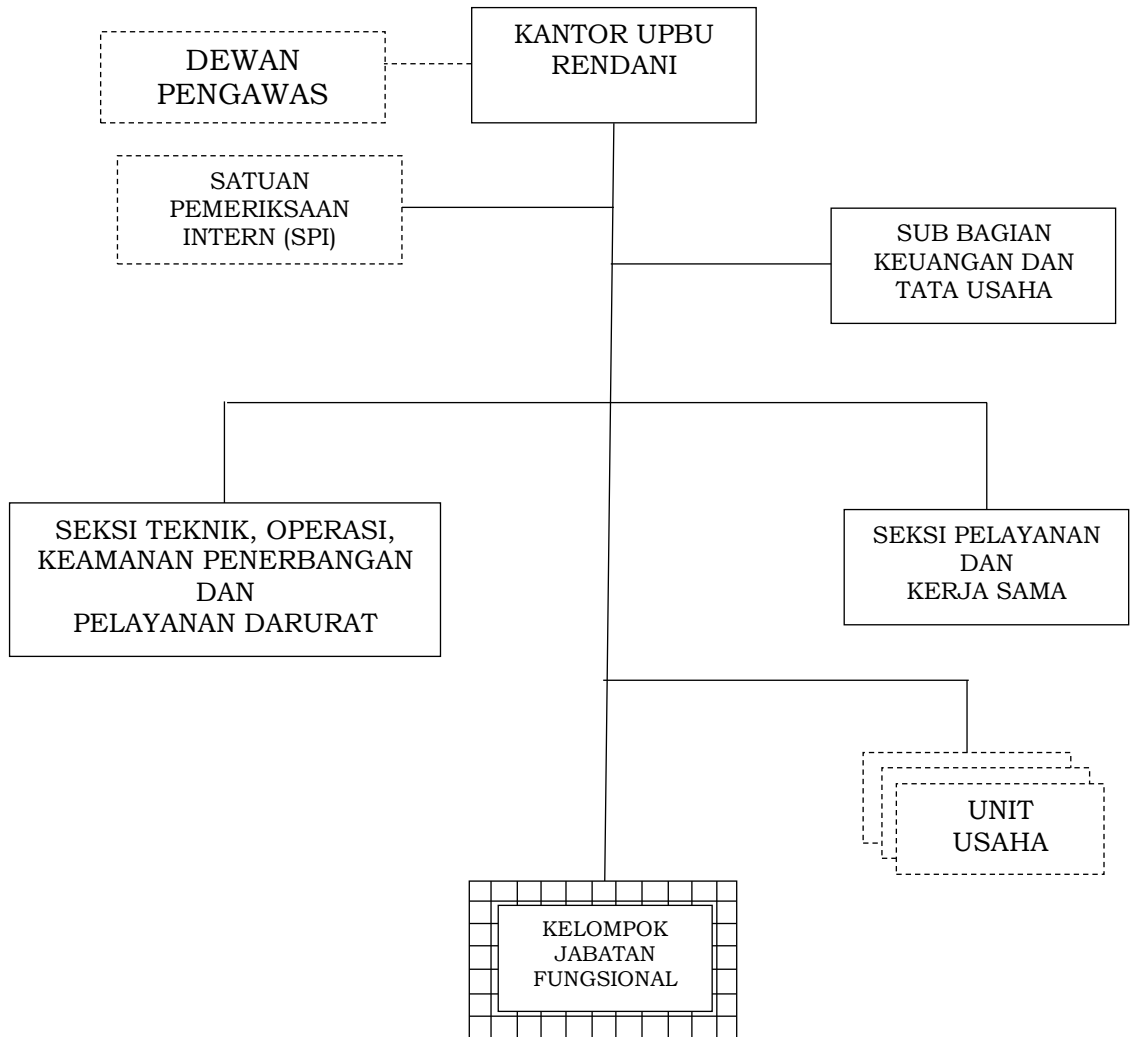 KANTOR UPBU
RENDANI
DEWAN
PENGAWAS
SATUAN
PEMERIKSAAN
INTERN (SPI)
SUB BAGIAN
KEUANGAN DAN
TATA USAHA
SEKSI TEKNIK, OPERASI,
KEAMANAN PENERBANGAN
DAN
PELAYANAN DARURAT
SEKSI PELAYANAN
DAN
KERJA SAMA
UNIT
USAHA
KELOMPOK
JABATAN
FUNGSIONAL